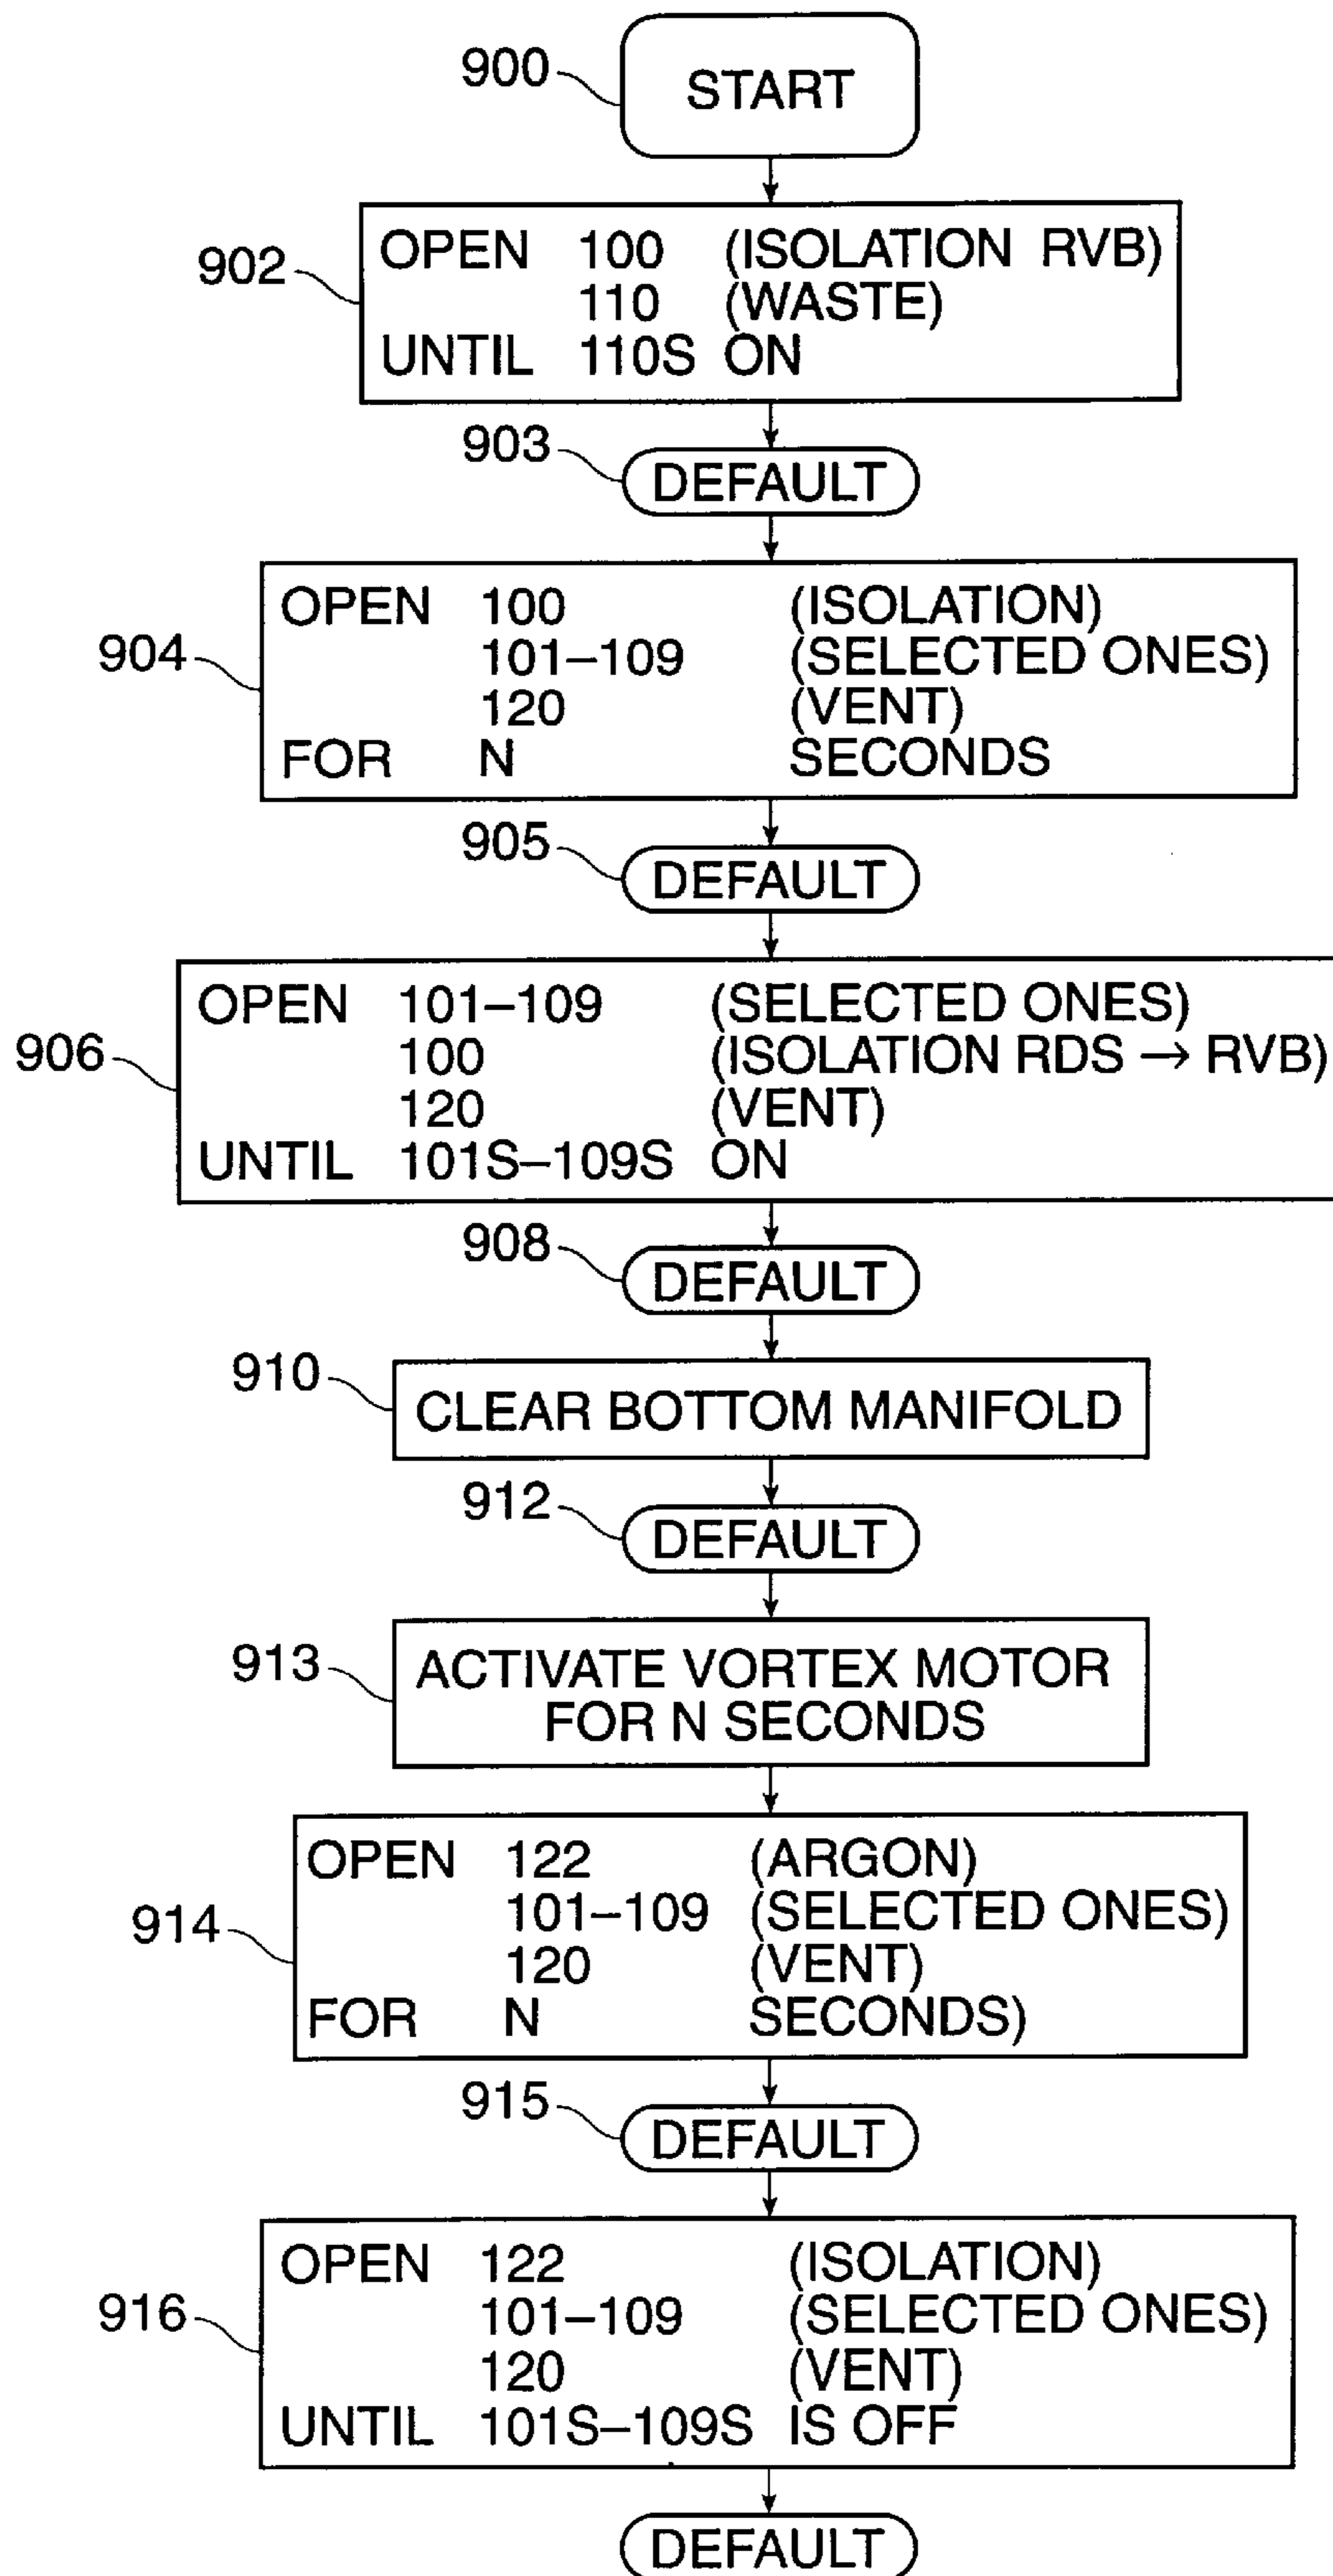 900
START
902
OPEN 100 (ISOLATION RVB)
110 (WASTE)
UNTIL 110S ON
903
DEFAULT
904
OPEN 100 (ISOLATION)
101–109 (SELECTED ONES)
120 (VENT)
FOR N SECONDS
905
DEFAULT
906
OPEN 101–109 (SELECTED ONES)
100 (ISOLATION RDS → RVB)
120 (VENT)
UNTIL 101S–109S ON
908
DEFAULT
910
CLEAR BOTTOM MANIFOLD
912
DEFAULT
913
ACTIVATE VORTEX MOTOR
FOR N SECONDS
914
OPEN 122 (ARGON)
101–109 (SELECTED ONES)
120 (VENT)
FOR N SECONDS)
915
DEFAULT
916
OPEN 122 (ISOLATION)
101–109 (SELECTED ONES)
120 (VENT)
UNTIL 101S–109S IS OFF
DEFAULT